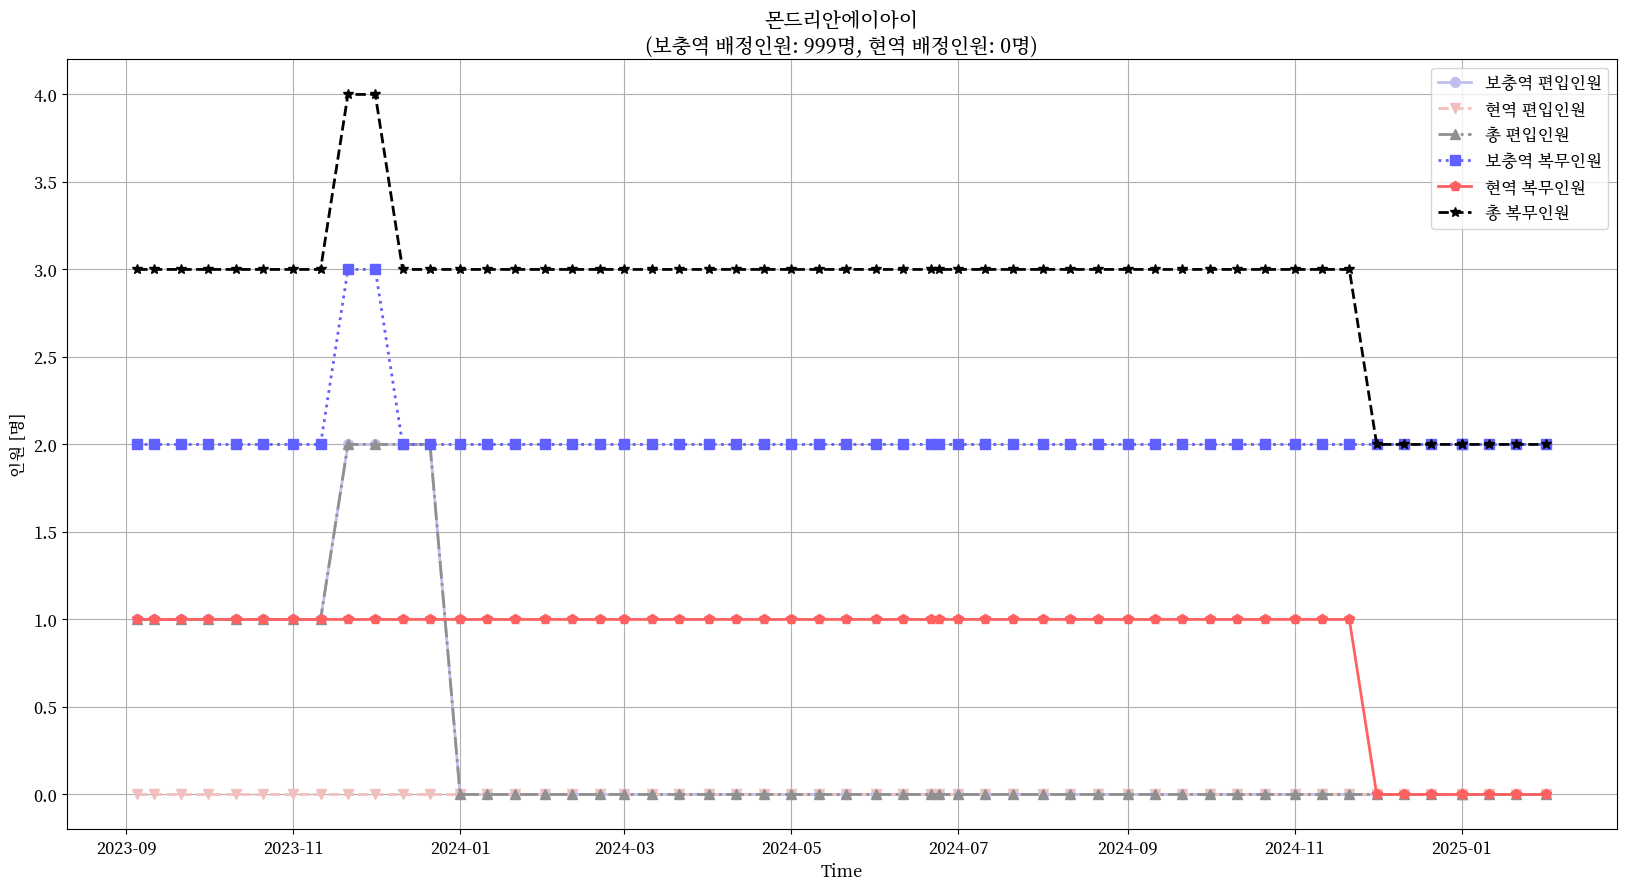 몬드리안에이아이
(보충역 배정인원: 999명, 현역 배정인원: 0명)
보충역 편입인원
현역 편입인원
총 편입인원
보충역 복무인원
현역 복무인원
총 복무인원
인원 [명]
4.0
3.5
3.0
2.5
2.0
1.5
1.0
0.5
0.0
2023-09 2023-11 2024-01 2024-03 2024-05 2024-07 2024-09 2024-11 2025-01
Time